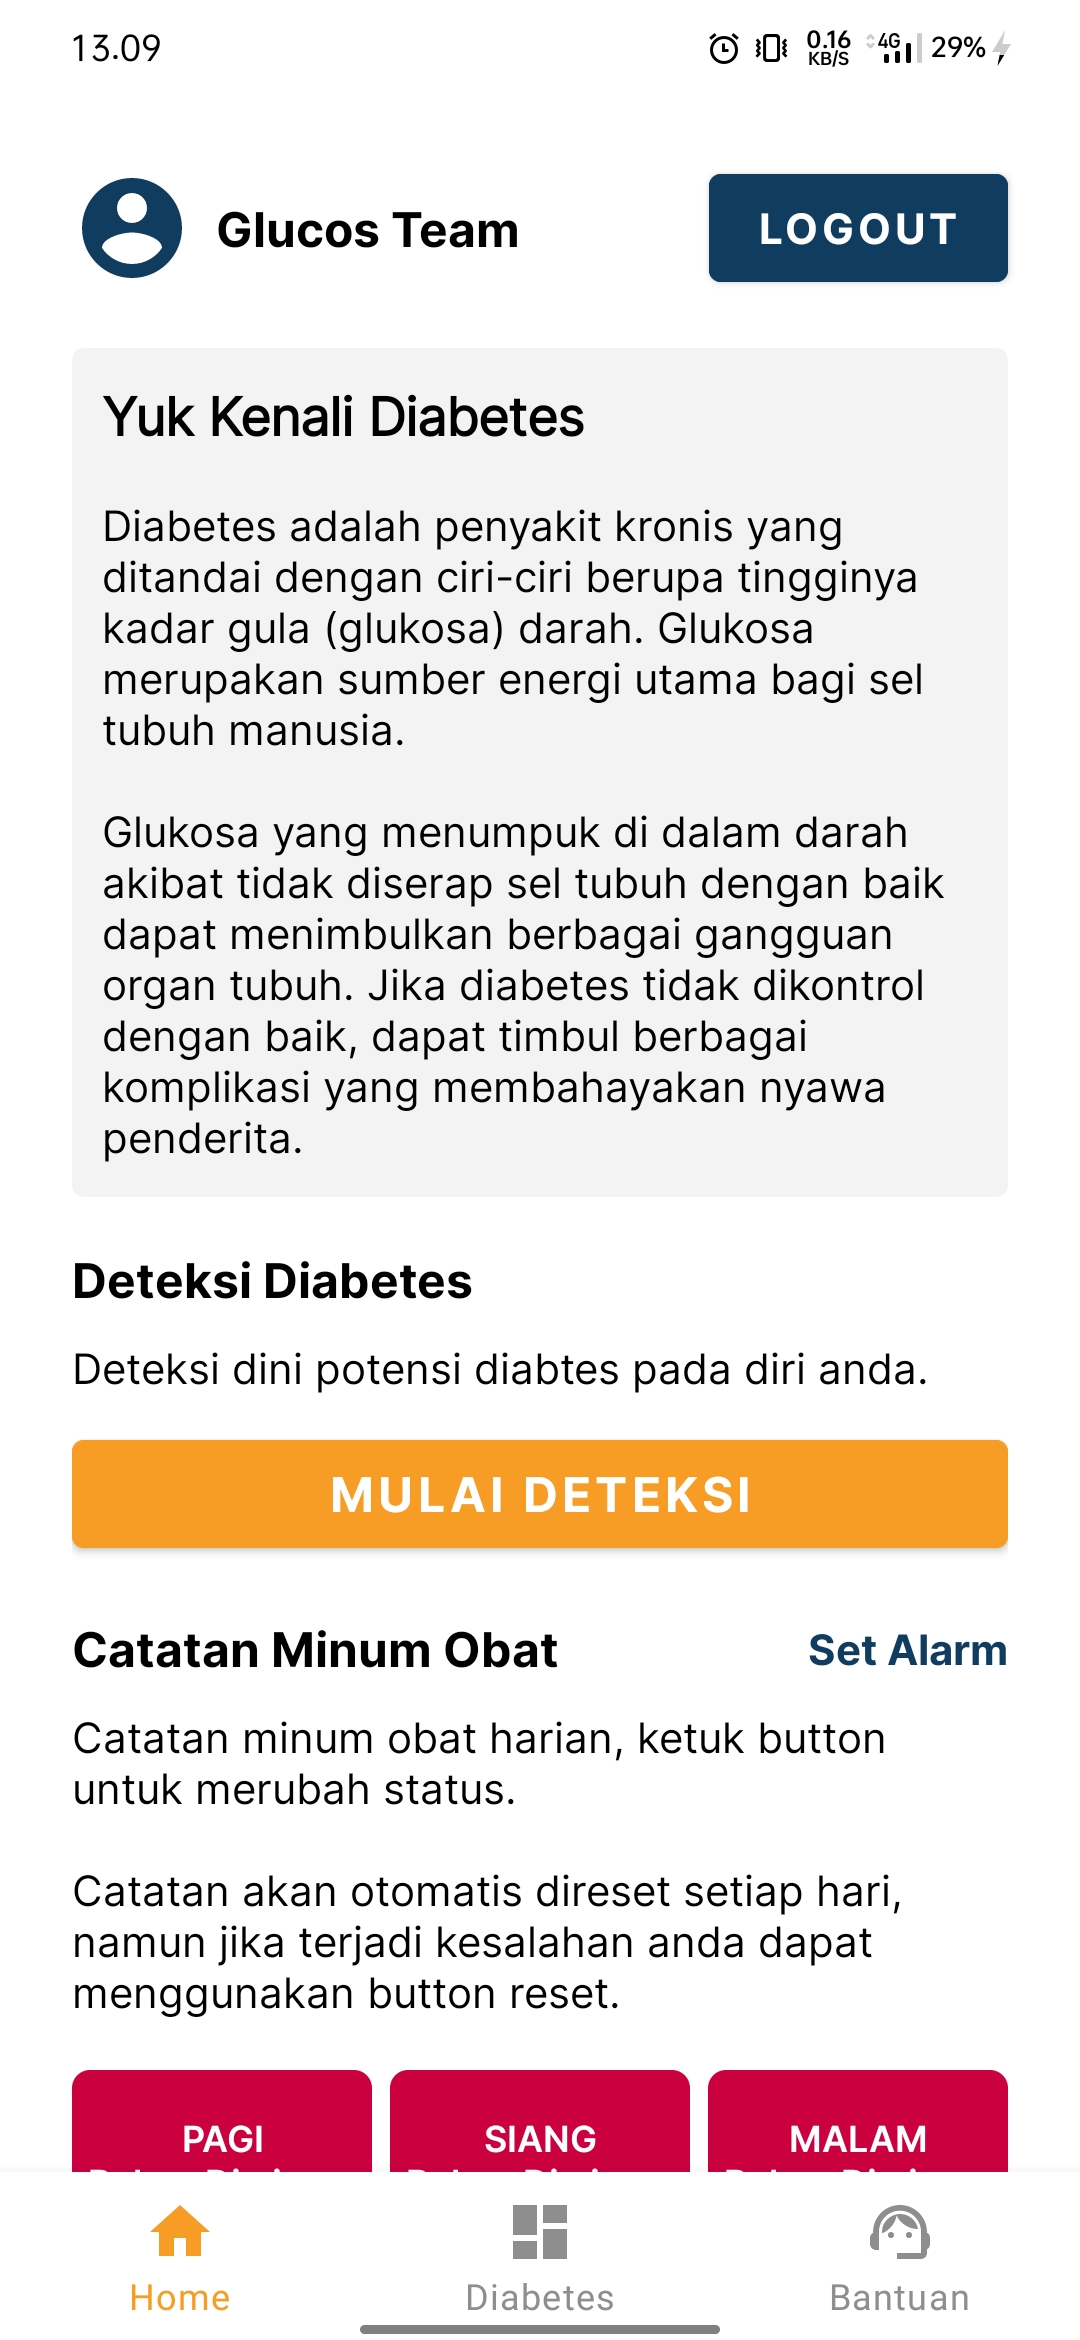 13.09
0.16 KB/S 4G 29%
Glucos Team
LOGOUT
Yuk Kenali Diabetes
Diabetes adalah penyakit kronis yang
ditandai dengan ciri-ciri berupa tingginya
kadar gula (glukosa) darah. Glukosa
merupakan sumber energi utama bagi sel
tubuh manusia.
Glukosa yang menumpuk di dalam darah
akibat tidak diserap sel tubuh dengan baik
dapat menimbulkan berbagai gangguan
organ tubuh. Jika diabetes tidak dikontrol
dengan baik, dapat timbul berbagai
komplikasi yang membahayakan nyawa
penderita.
Deteksi Diabetes
Deteksi dini potensi diabtes pada diri anda.
MULAI DETEKSI
Catatan Minum Obat
Set Alarm
Catatan minum obat harian, ketuk button
untuk merubah status.
Catatan akan otomatis direset setiap hari,
namun jika terjadi kesalahan anda dapat
menggunakan button reset.
PAGI
SIANG
MALAM
Home
Diabetes
Bantuan